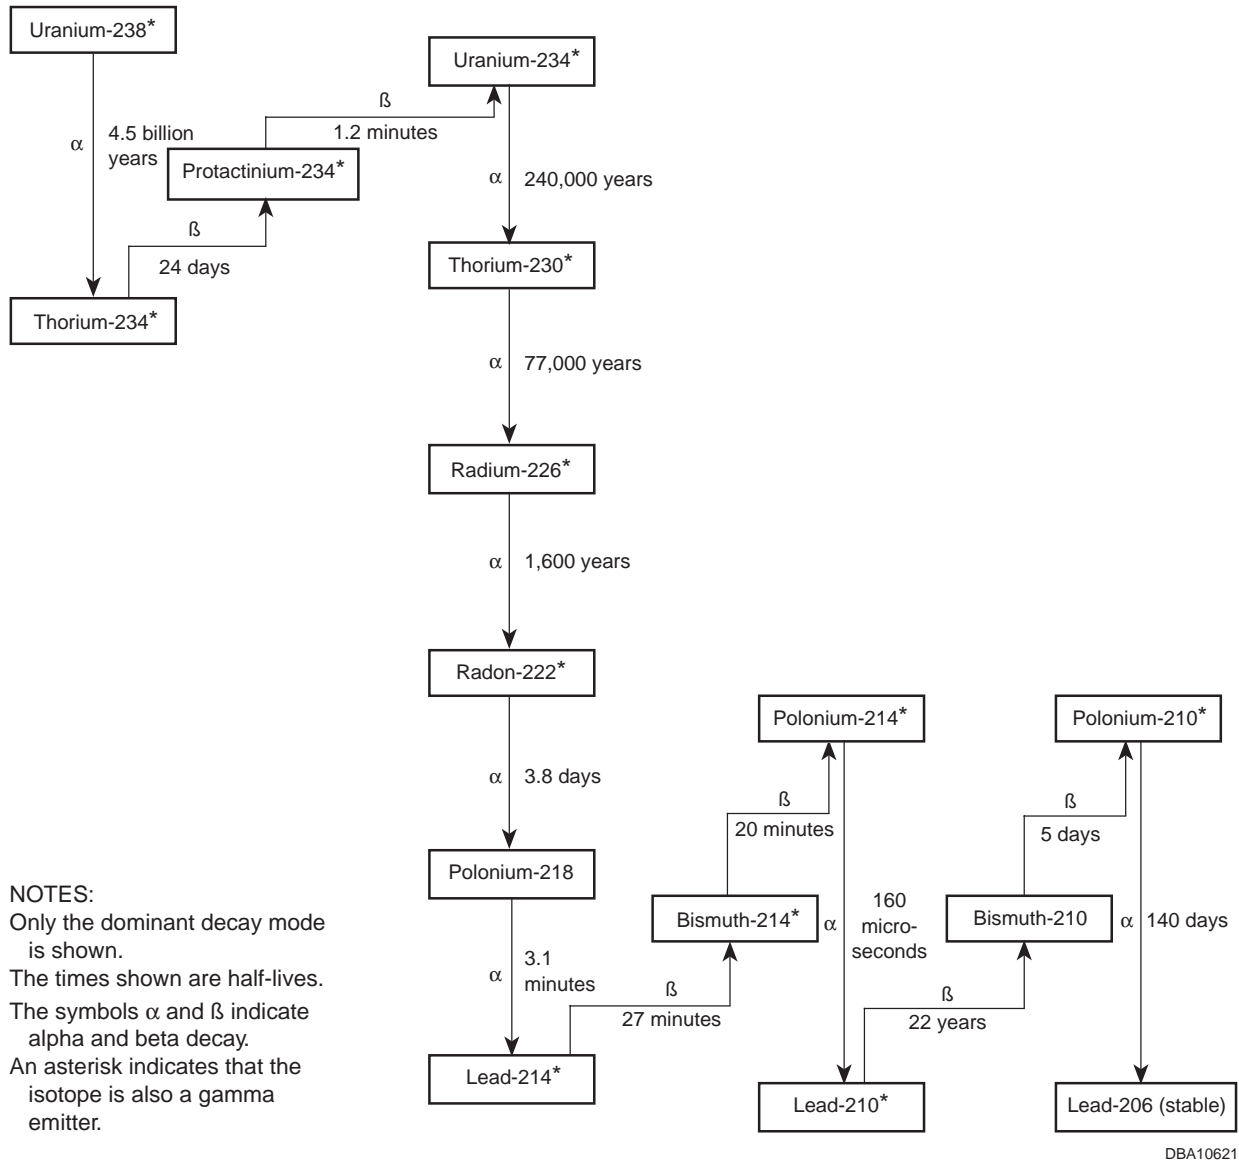 Uranium-238*
α
4.5 billion
years
Thorium-234*
ß
24 days
Protactinium-234*
ß
1.2 minutes
Uranium-234*
α
240,000 years
Thorium-230*
α
77,000 years
Radium-226*
α
1,600 years
Radon-222*
α
3.8 days
Polonium-218
α
3.1
minutes
Lead-214*
ß
27 minutes
Bismuth-214*
ß
20 minutes
Polonium-214*
α
160
micro-
seconds
Lead-210*
ß
22 years
Bismuth-210
ß
5 days
Polonium-210*
α
140 days
Lead-206 (stable)
NOTES:
Only the dominant decay mode
is shown.
The times shown are half-lives.
The symbols α and ß indicate
alpha and beta decay.
An asterisk indicates that the
isotope is also a gamma
emitter.
DBA10621